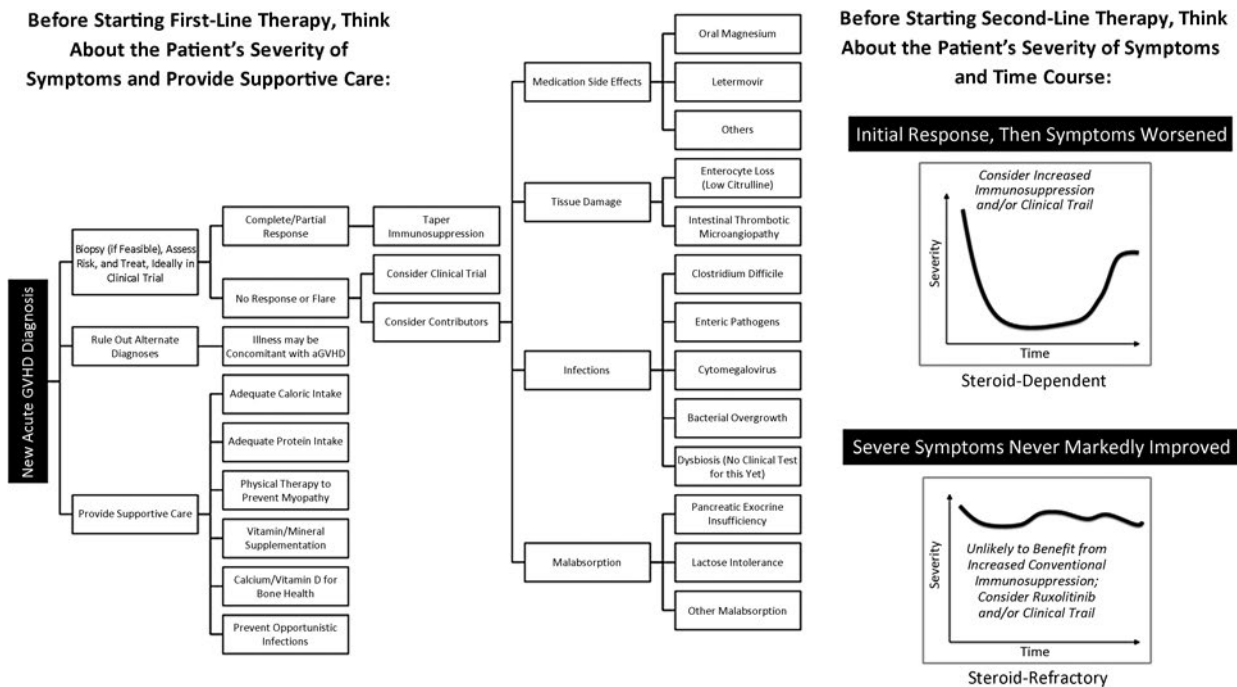 Before Starting First-Line Therapy, Think
About the Patient's Severity of
Symptoms and Provide Supportive Care:
New Acute GVHD Diagnosis
Biopsy (if Feasible), Assess
Risk, and Treat, Ideally in
Clinical Trial
Rule Out Alternate
Diagnoses
Provide Supportive Care
Complete/Partial
Response
No Response or Flare
Illness may be
Concomitant with aGVHD
Adequate Caloric Intake
Adequate Protein Intake
Physical Therapy to
Prevent Myopathy
Vitamin/Mineral
Supplementation
Calcium/Vitamin D for
Bone Health
Prevent Opportunistic
Infections
Taper
Immunosuppression
Consider Clinical Trial
Consider Contributors
Medication Side Effects
Tissue Damage
Infections
Malabsorption
Oral Magnesium
Letermovir
Others
Enterocyte Loss
(Low Citrulline)
Intestinal Thrombotic
Microangiopathy
Clostridium Difficile
Enteric Pathogens
Cytomegalovirus
Bacterial Overgrowth
Dysbiosis (No Clinical Test
for this Yet)
Pancreatic Exocrine
Insufficiency
Lactose Intolerance
Other Malabsorption
Before Starting Second-Line Therapy, Think
About the Patient's Severity of Symptoms
and Time Course:
Initial Response, Then Symptoms Worsened
Consider Increased
Immunosuppression
and/or Clinical Trail
Severity
Time
Steroid-Dependent
Severe Symptoms Never Markedly Improved
Unlikely to Benefit from
Increased Conventional
Immunosuppression;
Consider Ruxolitinib
and/or Clinical Trail
Severity
Time
Steroid-Refractory